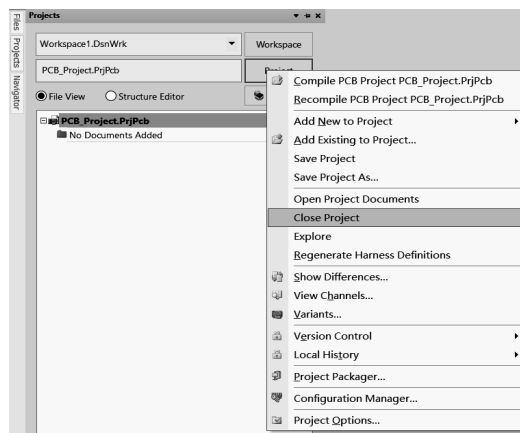 Projects
Files
Projects
Navigator
Workspace1.DsnWrk
Workspace
PCB_Project.PrjPcb
Project
File View
Structure Editor
PCB_Project.PrjPcb
No Documents Added
Compile PCB Project PCB_Project.PrjPcb
Recompile PCB Project PCB_Project.PrjPcb
Add New to Project
Add Existing to Project...
Save Project
Save Project As...
Open Project Documents
Close Project
Explore
Regenerate Harness Definitions
Show Differences...
View Channels...
Variants...
Version Control
Local History
Project Packager...
Configuration Manager...
Project Options...